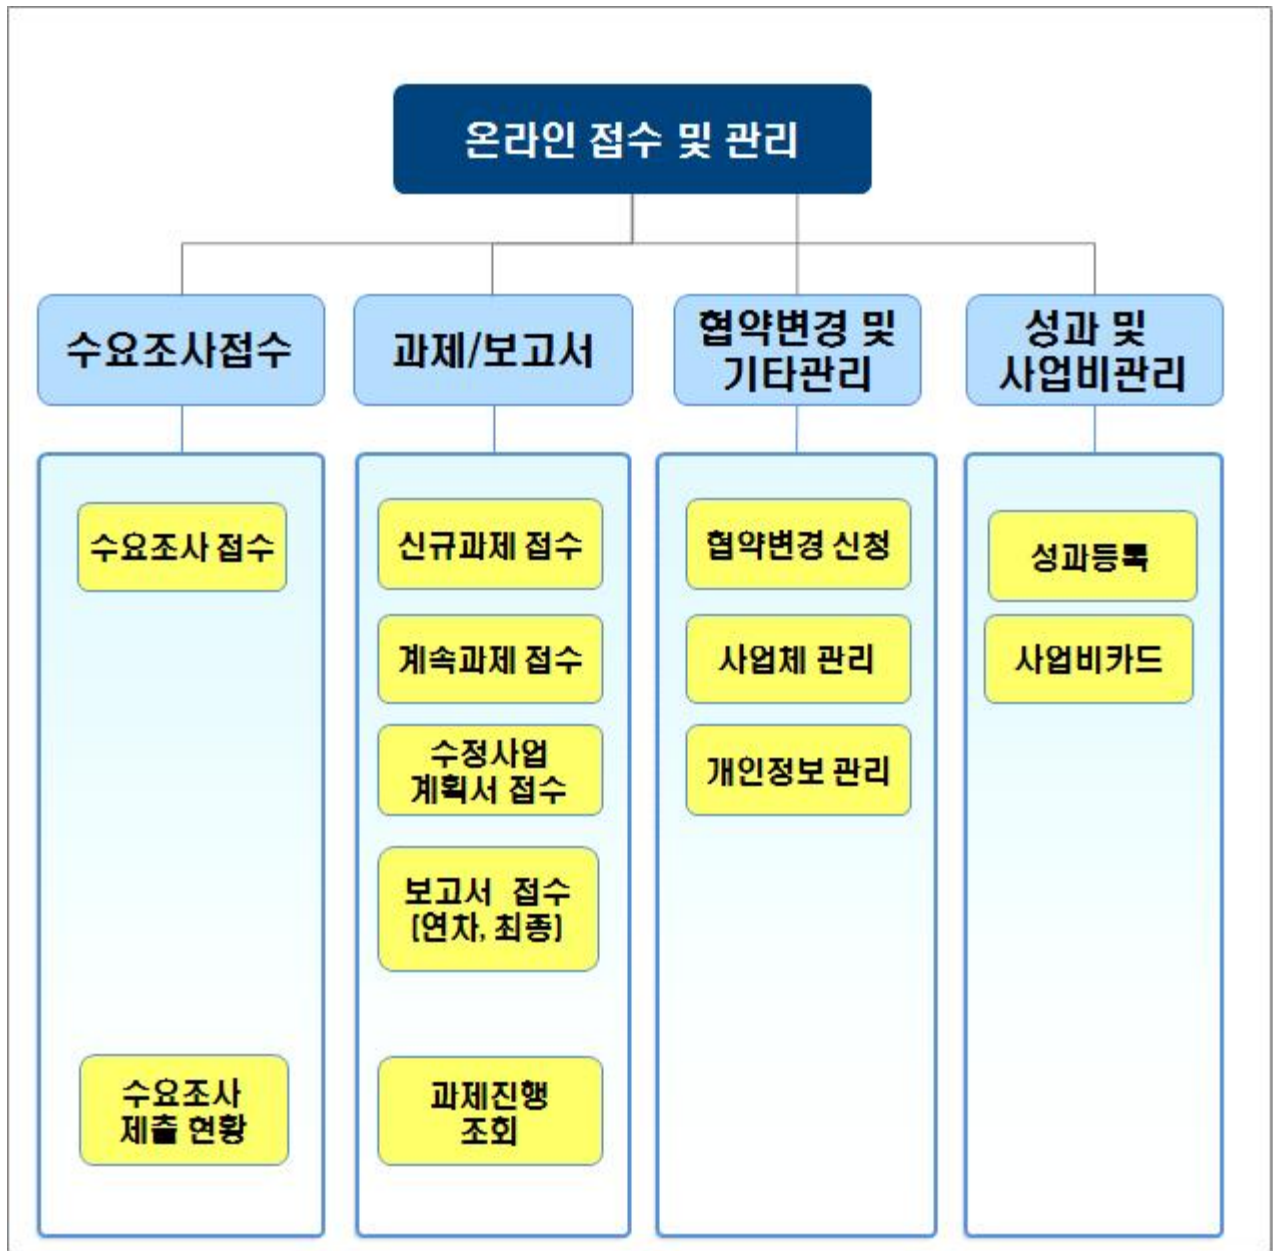 온라인 접수 및 관리
수요조사접수
과제/보고서
협약변경 및
기타관리
성과 및
사업비관리
수요조사 접수
수요조사
제출 현황
신규과제 접수
계속과제 접수
수정사업
계획서 접수
보고서 접수
(연차, 최종)
과제진행
조회
협약변경 신청
사업체 관리
개인정보 관리
성과등록
사업비카드